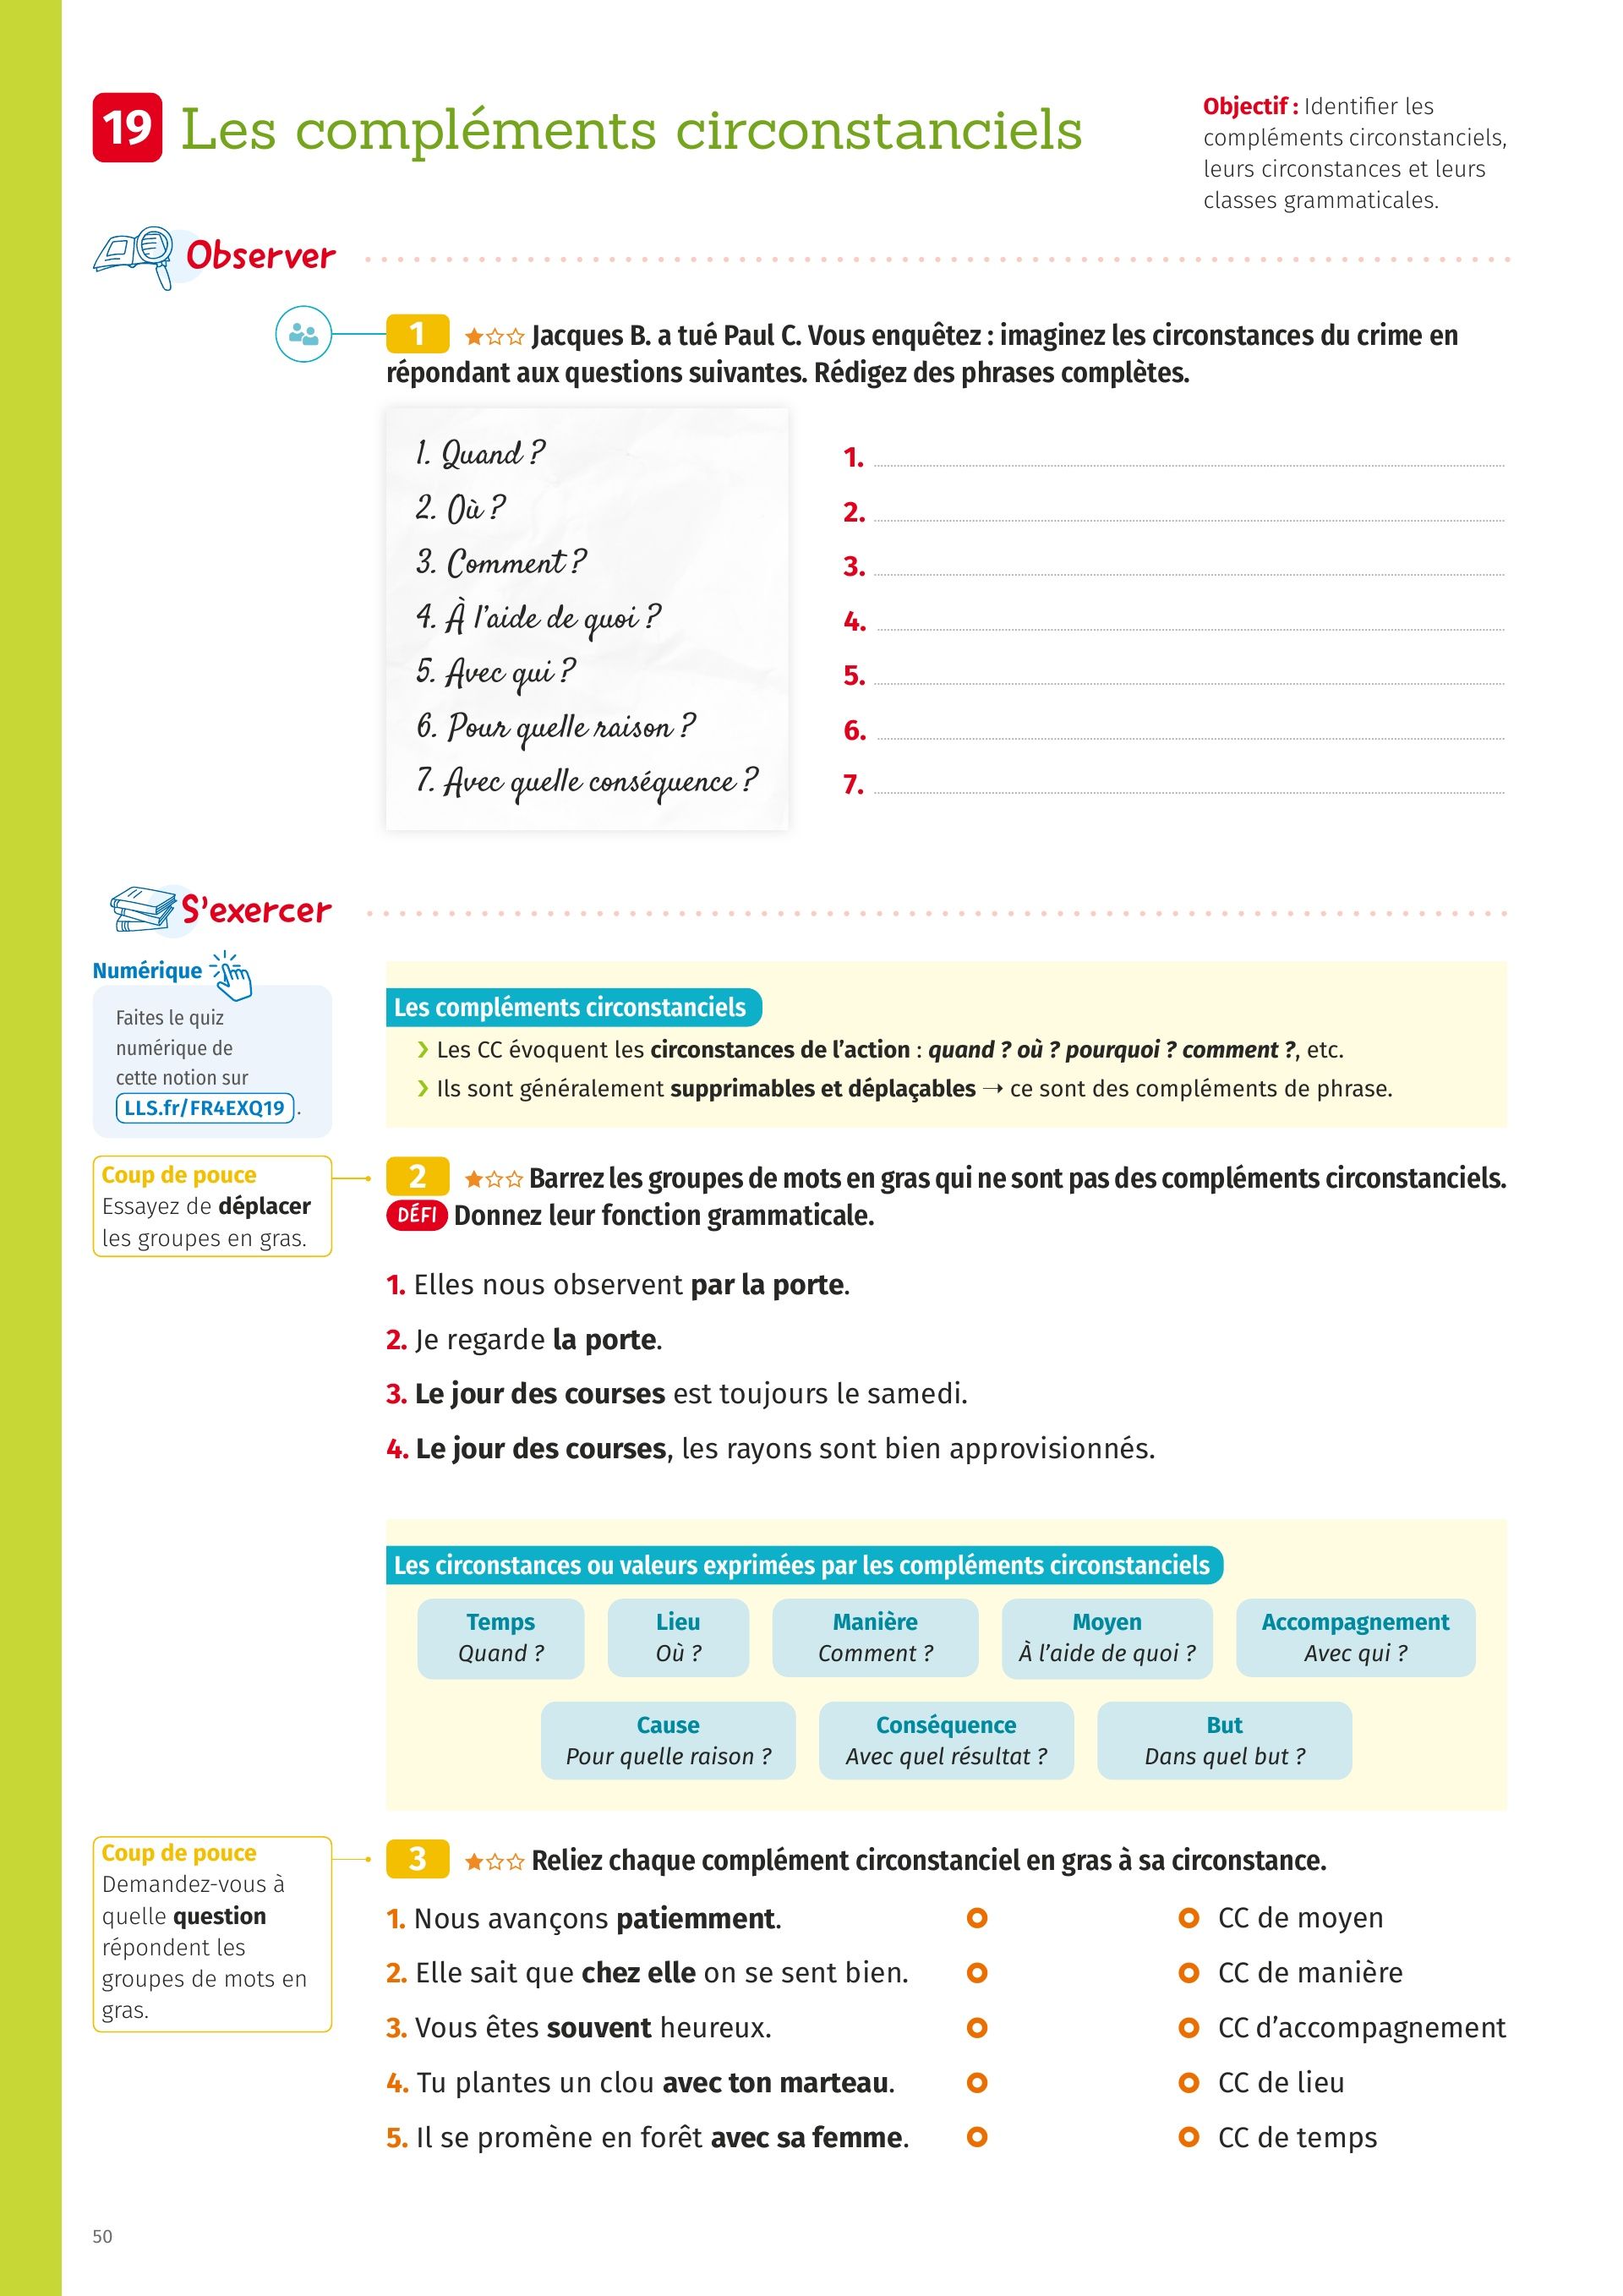 19 Les compléments circonstanciels
Objectif : Identifier les
compléments circonstanciels,
leurs circonstances et leurs
classes grammaticales.
Observer
1 Jacques B. a tué Paul C. Vous enquêtez : imaginez les circonstances du crime en
répondant aux questions suivantes. Rédigez des phrases complètes.
1. Quand ?
2. Où ?
3. Comment ?
4. À l’aide de quoi ?
5. Avec qui ?
6. Pour quelle raison ?
7. Avec quelle conséquence ?
1.
2.
3.
4.
5.
6.
7.
S’exercer
Numérique
Faites le quiz
numérique de
cette notion sur
LLS.fr/FR4EXQ19 .
Les compléments circonstanciels
› Les CC évoquent les circonstances de l’action : quand ? où ? pourquoi ? comment ?, etc.
› Ils sont généralement supprimables et déplaçables → ce sont des compléments de phrase.
Coup de pouce
Essayez de déplacer
les groupes en gras.
2 Barrez les groupes de mots en gras qui ne sont pas des compléments circonstanciels.
DÉFI Donnez leur fonction grammaticale.
1. Elles nous observent par la porte.
2. Je regarde la porte.
3. Le jour des courses est toujours le samedi.
4. Le jour des courses, les rayons sont bien approvisionnés.
Les circonstances ou valeurs exprimées par les compléments circonstanciels
Temps
Quand ?
Lieu
Où ?
Manière
Comment ?
Moyen
À l’aide de quoi ?
Accompagnement
Avec qui ?
Cause
Pour quelle raison ?
Conséquence
Avec quel résultat ?
But
Dans quel but ?
Coup de pouce
Demandez-vous à
quelle question
répondent les
groupes de mots en
gras.
3 Reliez chaque complément circonstanciel en gras à sa circonstance.
1. Nous avançons patiemment.
2. Elle sait que chez elle on se sent bien.
3. Vous êtes souvent heureux.
4. Tu plantes un clou avec ton marteau.
5. Il se promène en forêt avec sa femme.
CC de moyen
CC de manière
CC d’accompagnement
CC de lieu
CC de temps
50